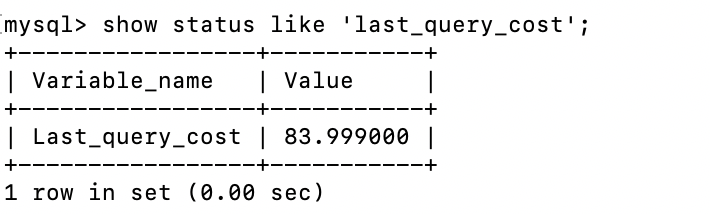 mysql> show status like 'last_query_cost';
+-----------------+-----------+
| Variable_name   | Value     |
+-----------------+-----------+
| Last_query_cost | 83.999000 |
+-----------------+-----------+
1 row in set (0.00 sec)